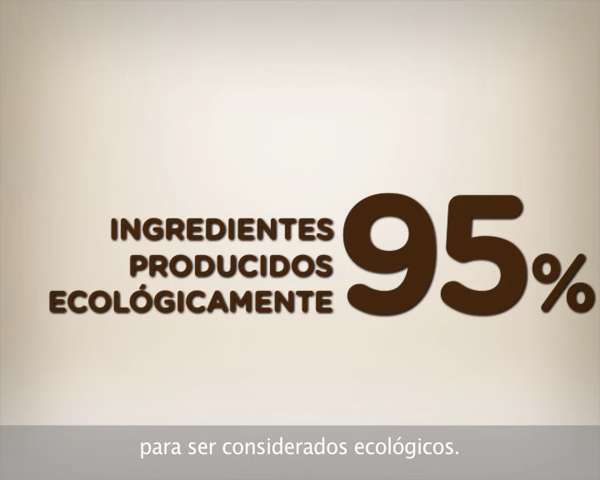 INGREDIENTES
PRODUCIDOS
ECOLÓGICAMENTE
95%
para ser considerados ecológicos.